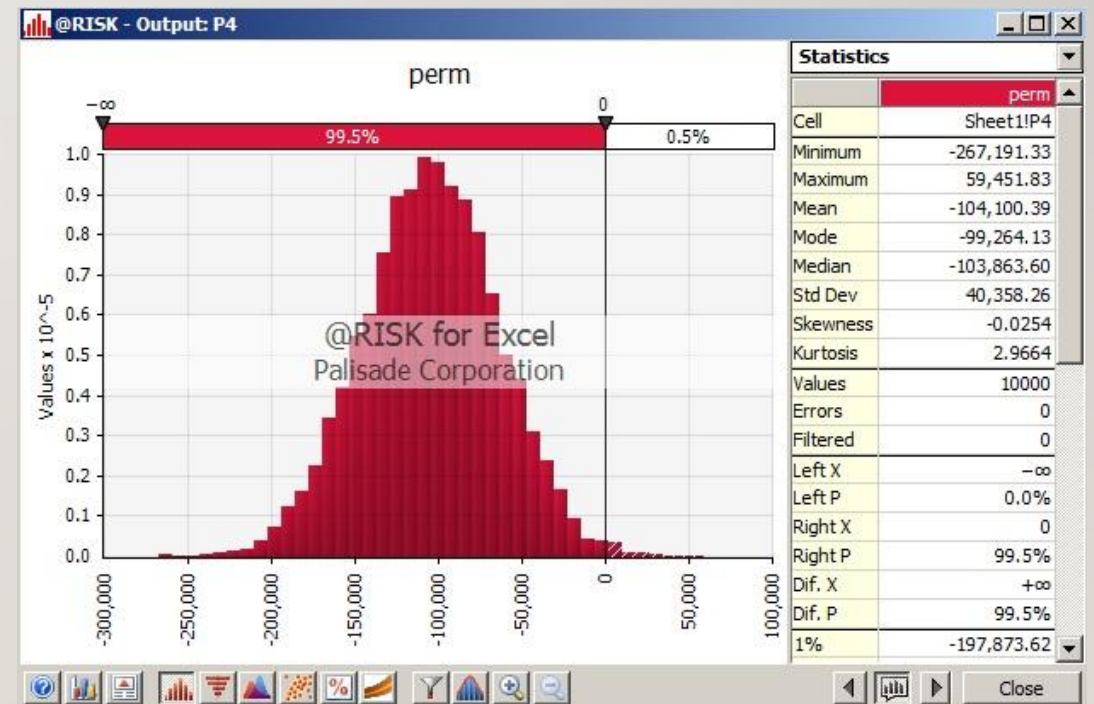 @RISK - Output: P4
perm
−∞ 0
99.5% 0.5%
1.0
0.9
0.8
0.7
0.6
0.5
0.4
0.3
0.2
0.1
0.0
Values x 10^-5
@RISK for Excel
Palisade Corporation
-300,000 -250,000 -200,000 -150,000 -100,000 -50,000 0 50,000 100,000
Statistics
perm
Cell Sheet1!P4
Minimum -267,191.33
Maximum 59,451.83
Mean -104,100.39
Mode -99,264.13
Median -103,863.60
Std Dev 40,358.26
Skewness -0.0254
Kurtosis 2.9664
Values 10000
Errors 0
Filtered 0
Left X −∞
Left P 0.0%
Right X 0
Right P 99.5%
Dif. X +∞
Dif. P 99.5%
1% -197,873.62
Close